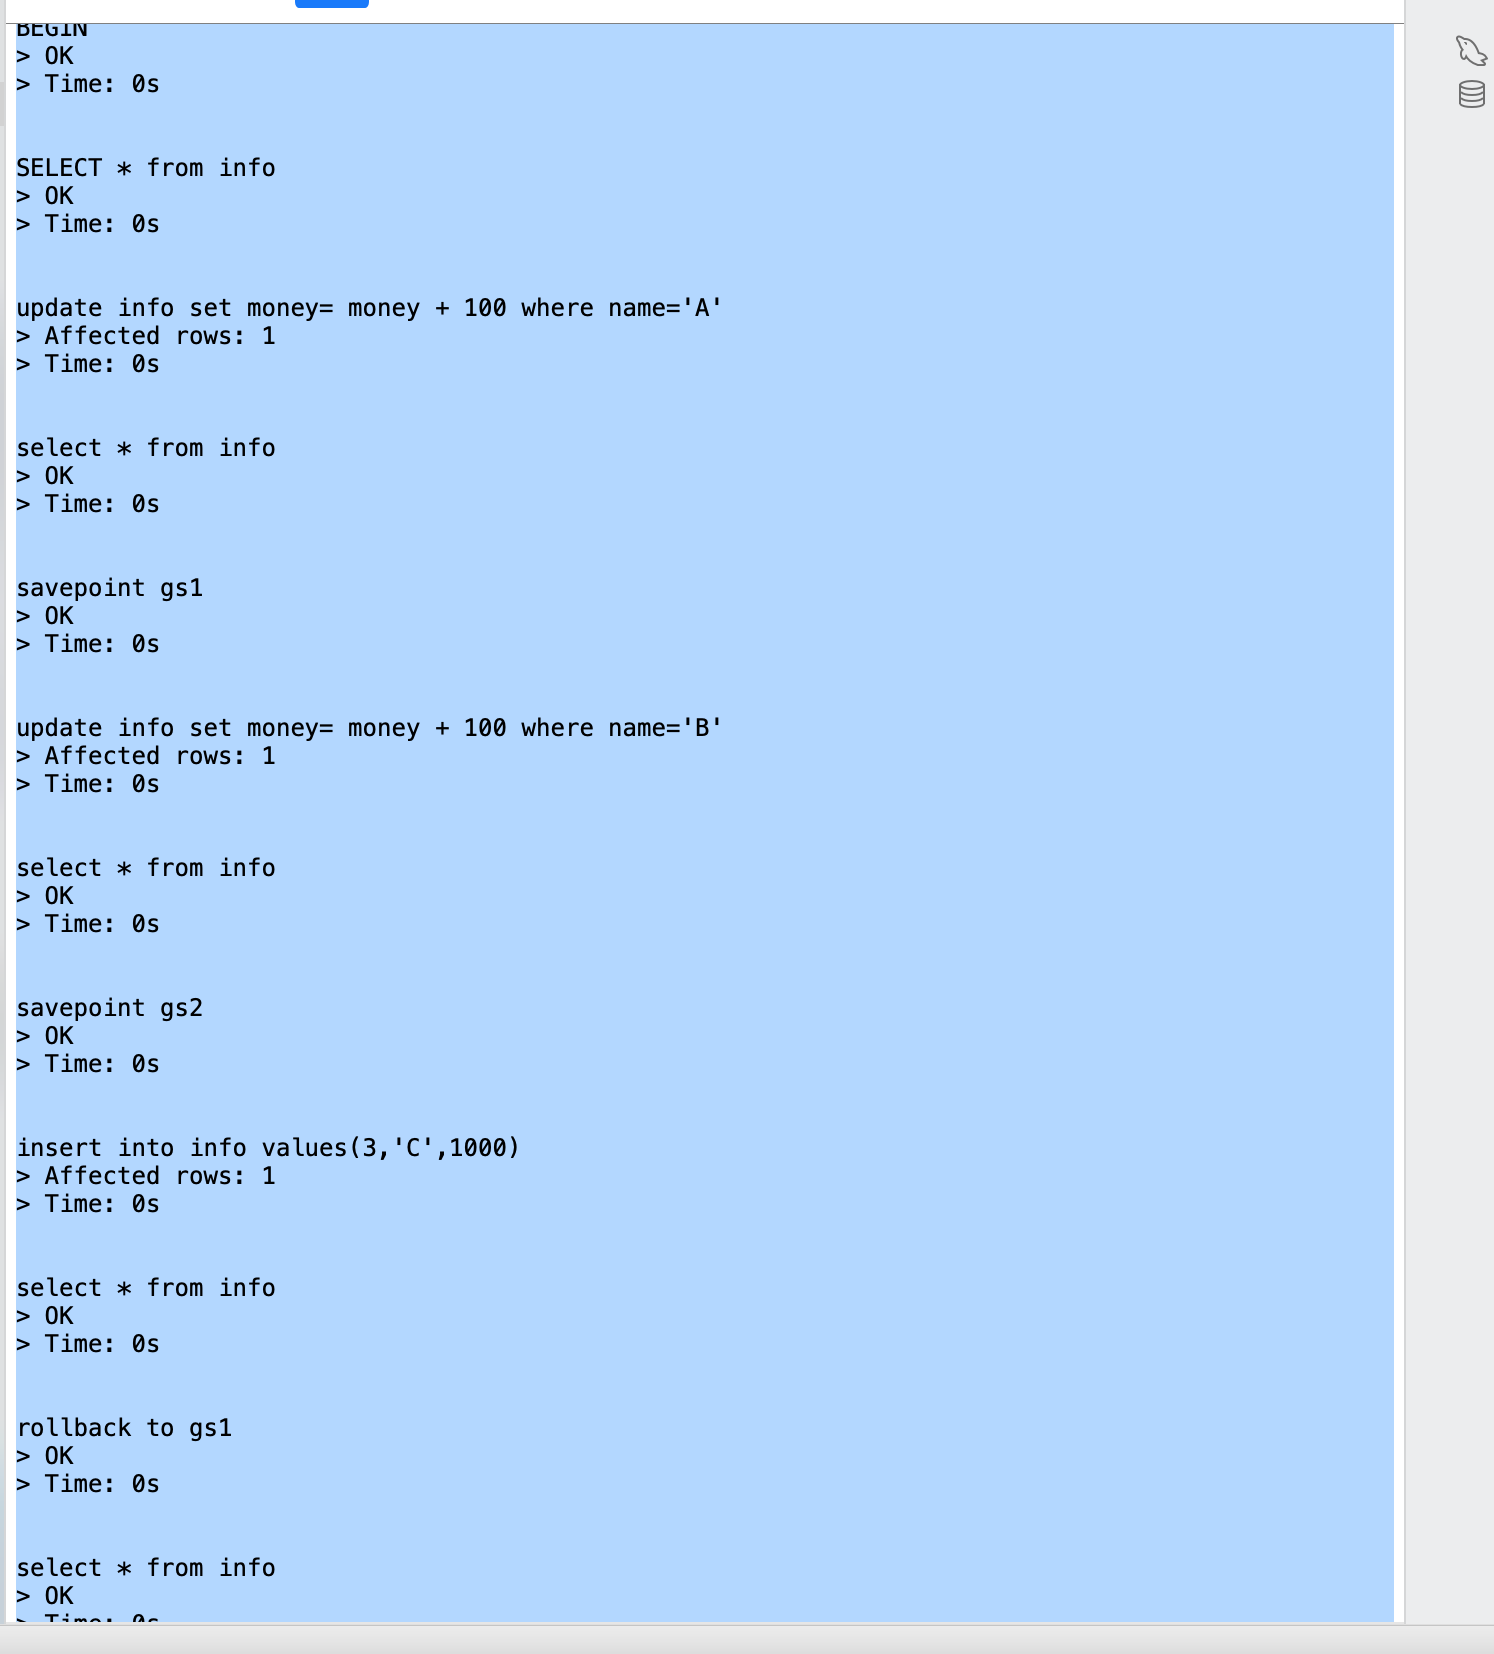 BEGIN
> OK
> Time: 0s
SELECT * from info
> OK
> Time: 0s
update info set money= money + 100 where name='A'
> Affected rows: 1
> Time: 0s
select * from info
> OK
> Time: 0s
savepoint gs1
> OK
> Time: 0s
update info set money= money + 100 where name='B'
> Affected rows: 1
> Time: 0s
select * from info
> OK
> Time: 0s
savepoint gs2
> OK
> Time: 0s
insert into info values(3,'C',1000)
> Affected rows: 1
> Time: 0s
select * from info
> OK
> Time: 0s
rollback to gs1
> OK
> Time: 0s
select * from info
> OK
> Time: 0s